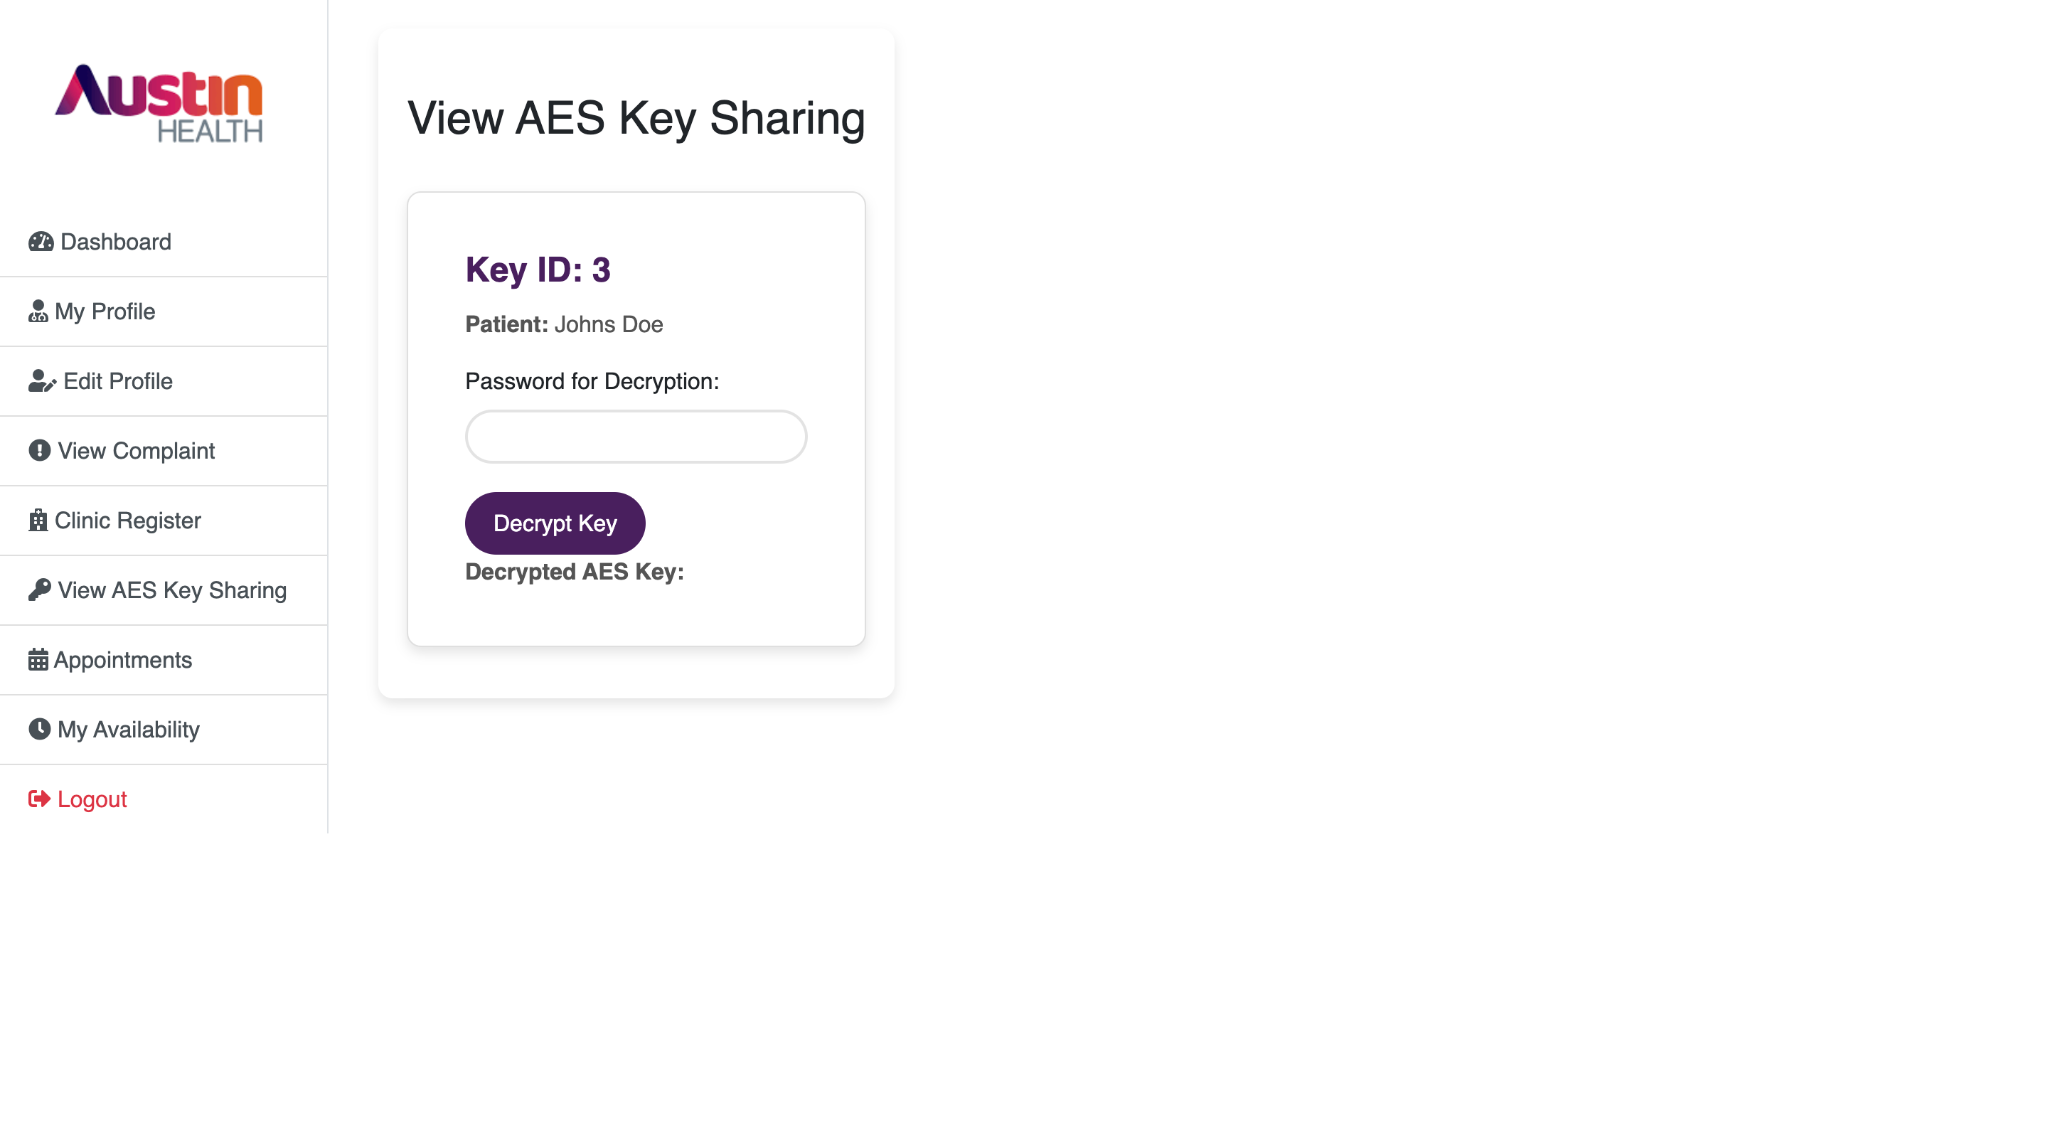 Austin
HEALTH
Dashboard
My Profile
Edit Profile
View Complaint
Clinic Register
View AES Key Sharing
Appointments
My Availability
Logout
View AES Key Sharing
Key ID: 3
Patient: Johns Doe
Password for Decryption:
Decrypt Key
Decrypted AES Key: